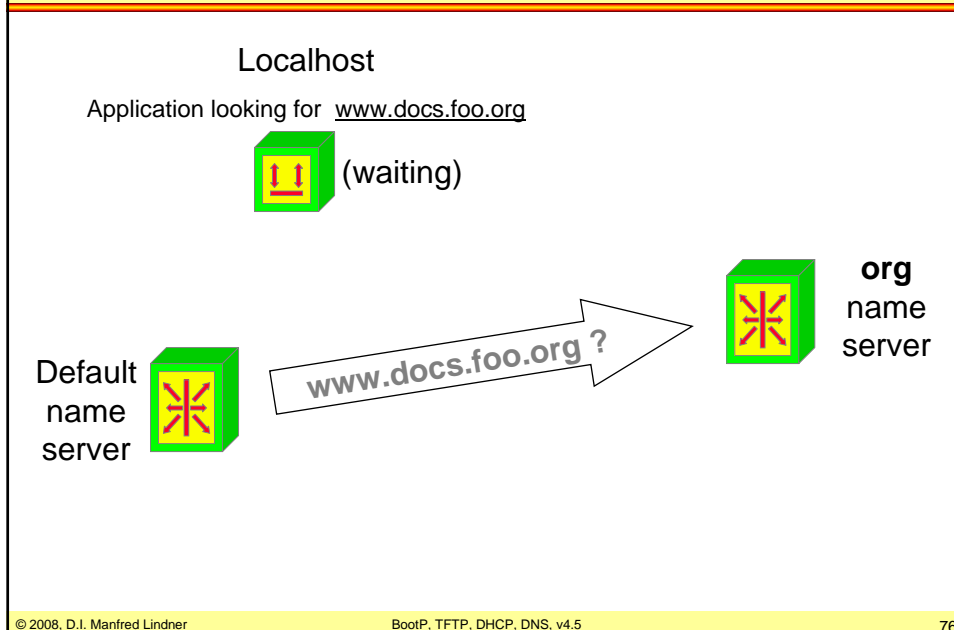 Localhost
Application looking for www.docs.foo.org
(waiting)
org
name
server
www.docs.foo.org ?
Default
name
server
© 2008, D.I. Manfred Lindner BootP, TFTP, DHCP, DNS, v4.5 76